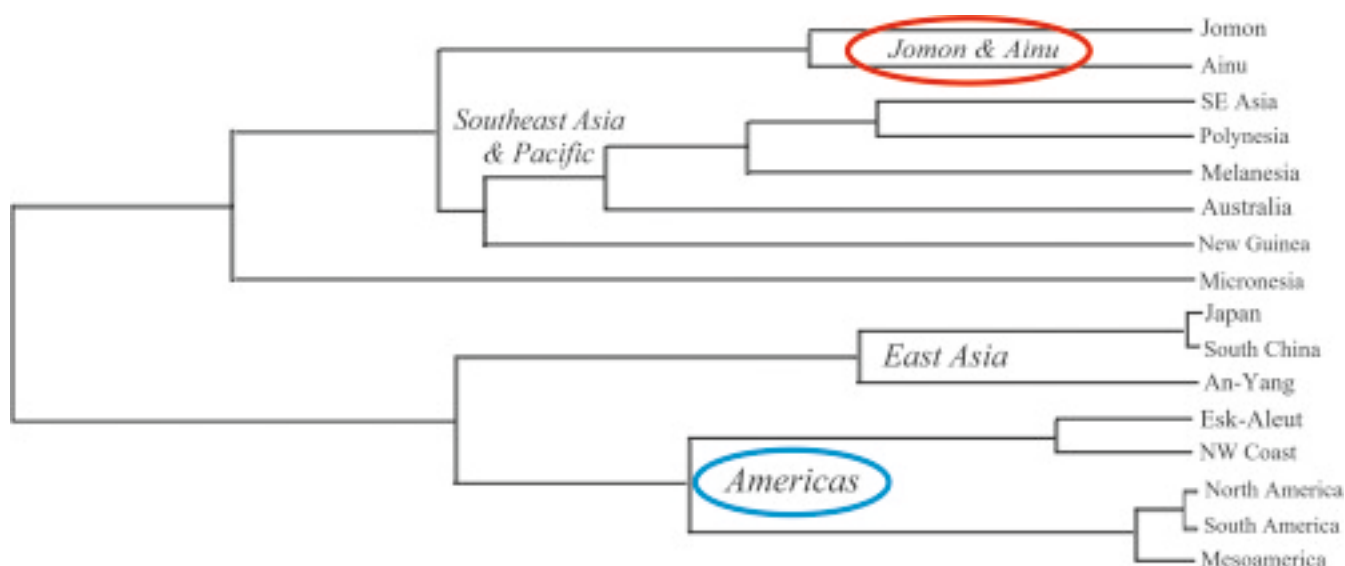 Jomon
Jomon & Ainu
Ainu
SE Asia
Southeast Asia
& Pacific
Polynesia
Melanesia
Australia
New Guinea
Micronesia
Japan
South China
East Asia
An-Yang
Esk-Aleut
NW Coast
Americas
North America
South America
Mesoamerica